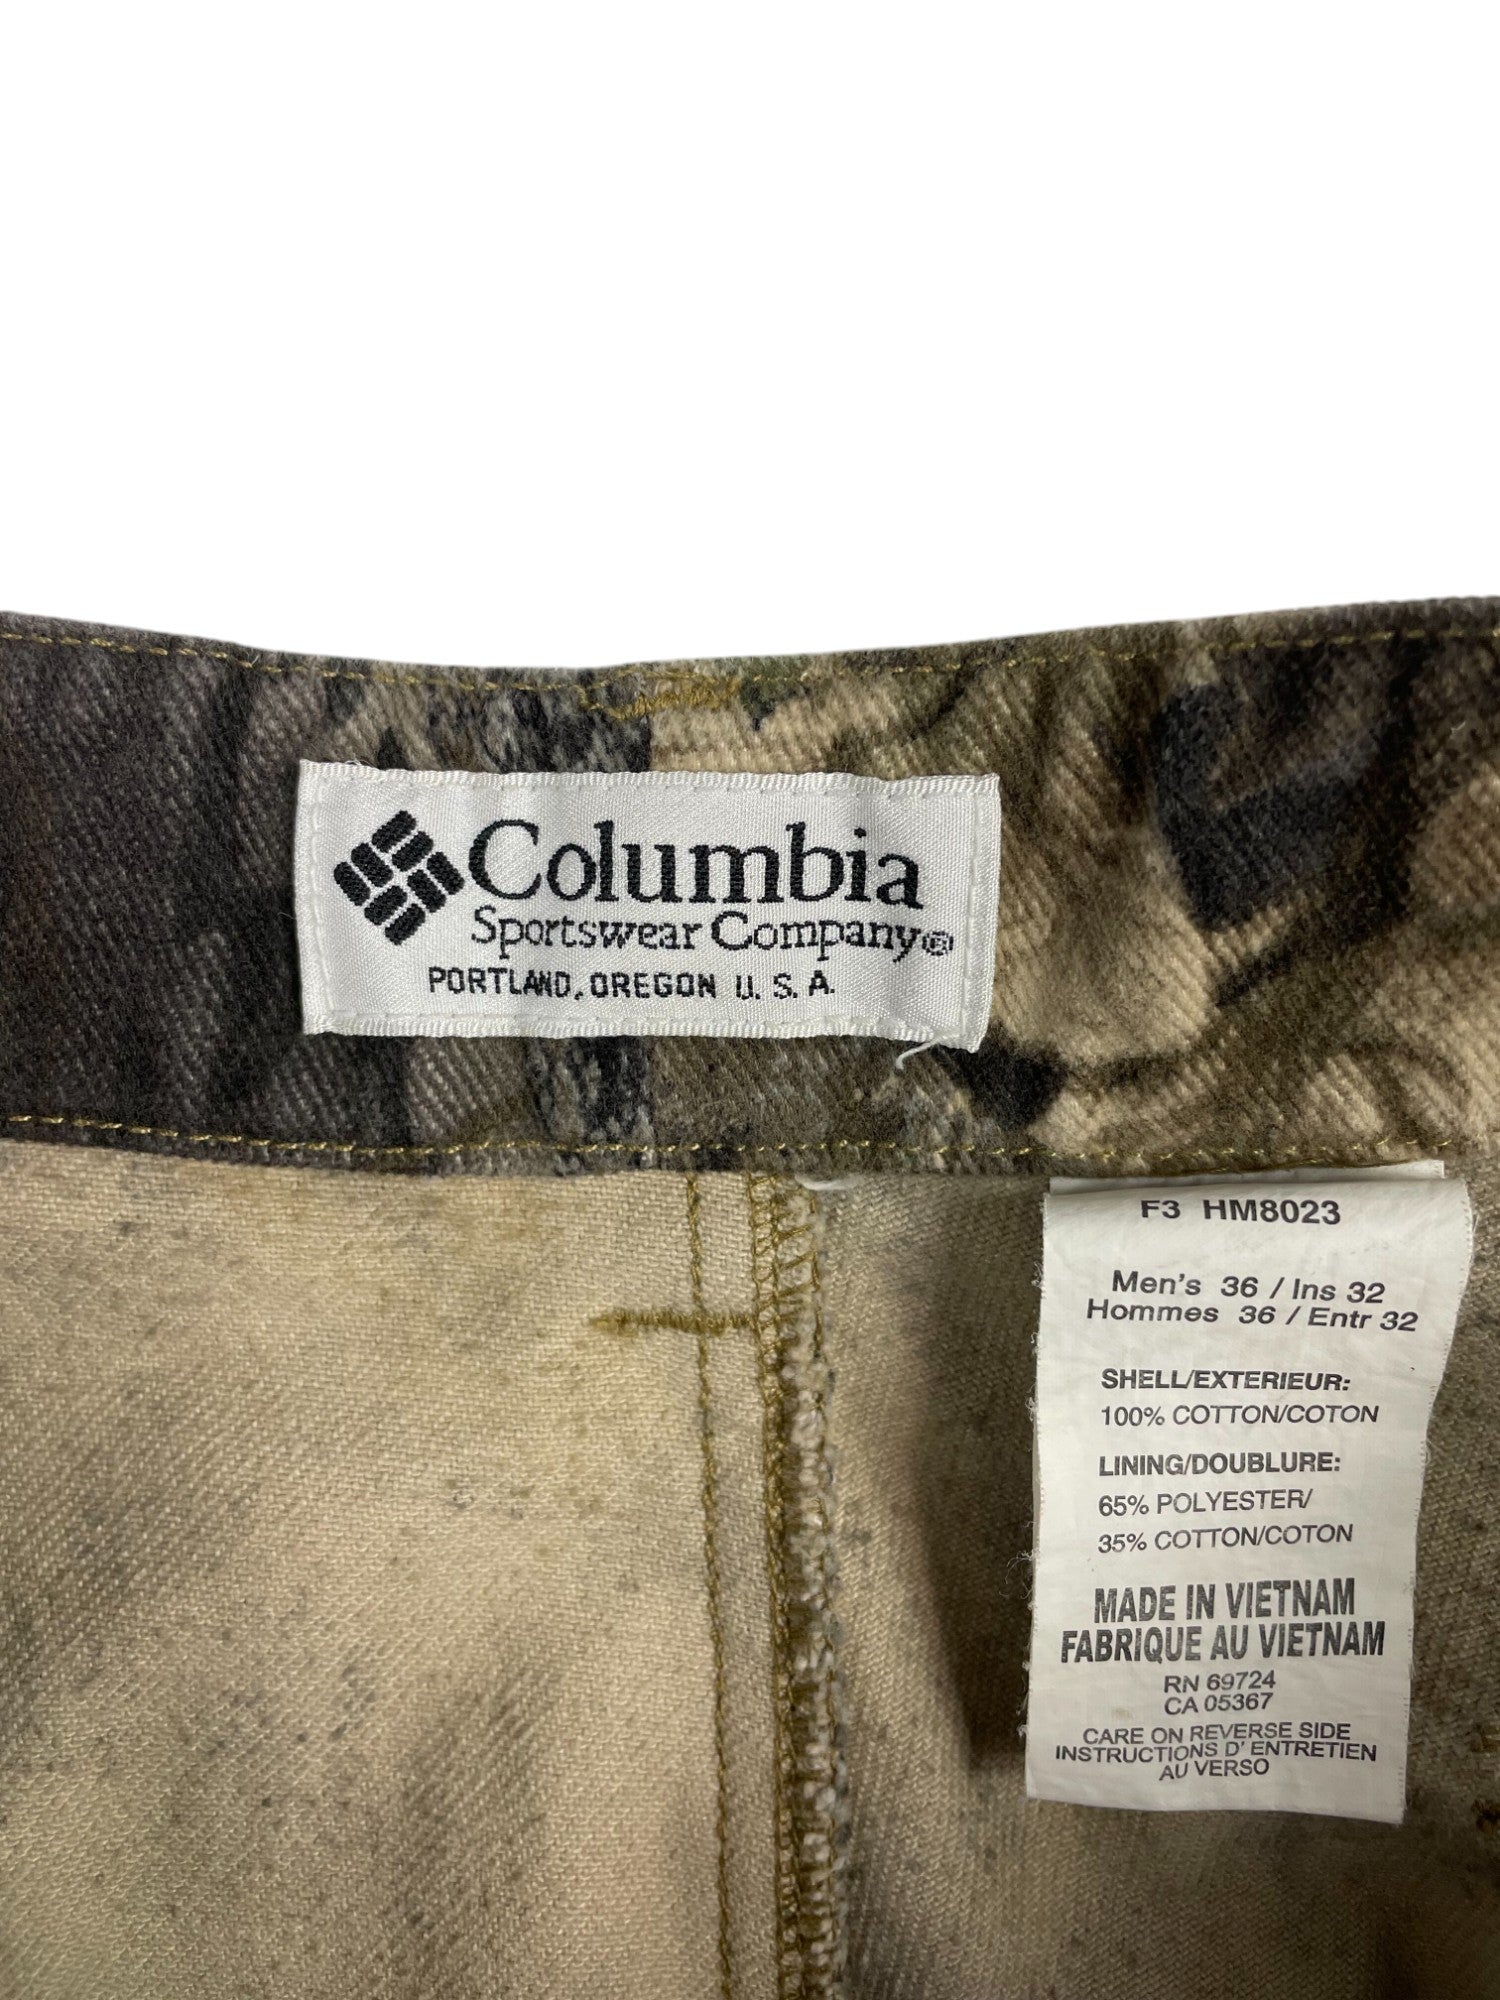 Columbia
Sportswear Company®
PORTLAND, OREGON U.S.A.
F3 HM8023
Men's 36 / Ins 32
Hommes 36 / Entr 32
SHELL/EXTERIEUR:
100% COTTON/COTON
LINING/DOUBLURE:
65% POLYESTER/
35% COTTON/COTON
MADE IN VIETNAM
FABRIQUE AU VIETNAM
RN 69724
CA 05367
CARE ON REVERSE SIDE
INSTRUCTIONS D' ENTRETIEN
AU VERSO